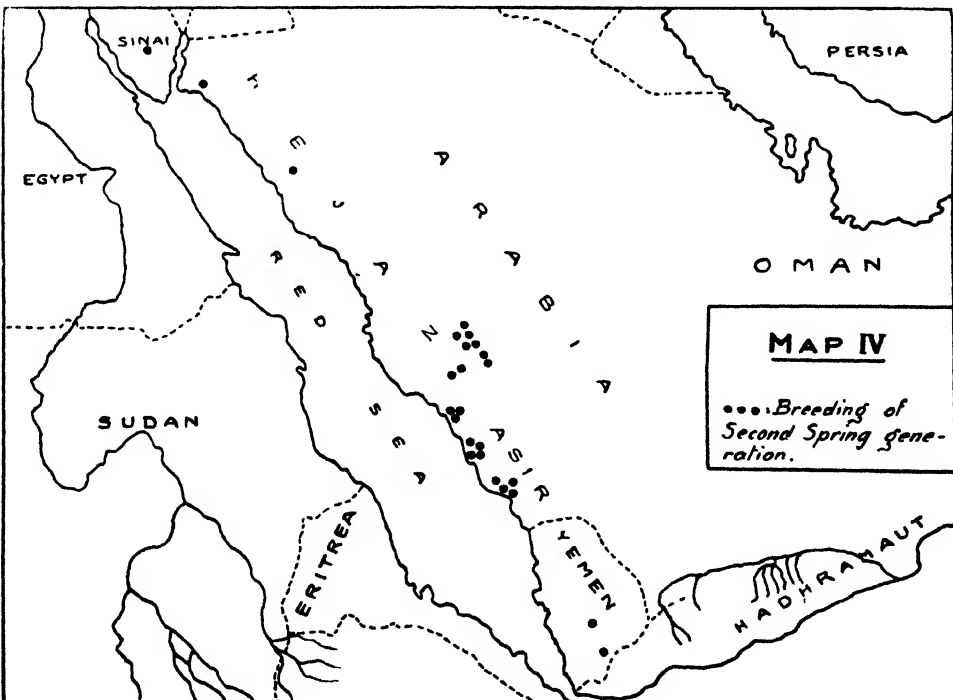 SINAI
PERSIA
EGYPT
HEJAZ
ARABIA
RED SEA
OMAN
MAP IV
•••:Breeding of
Second Spring gene-
ration.
SUDAN
ASIR
ERITREA
YEMEN
HADHRAMAUT